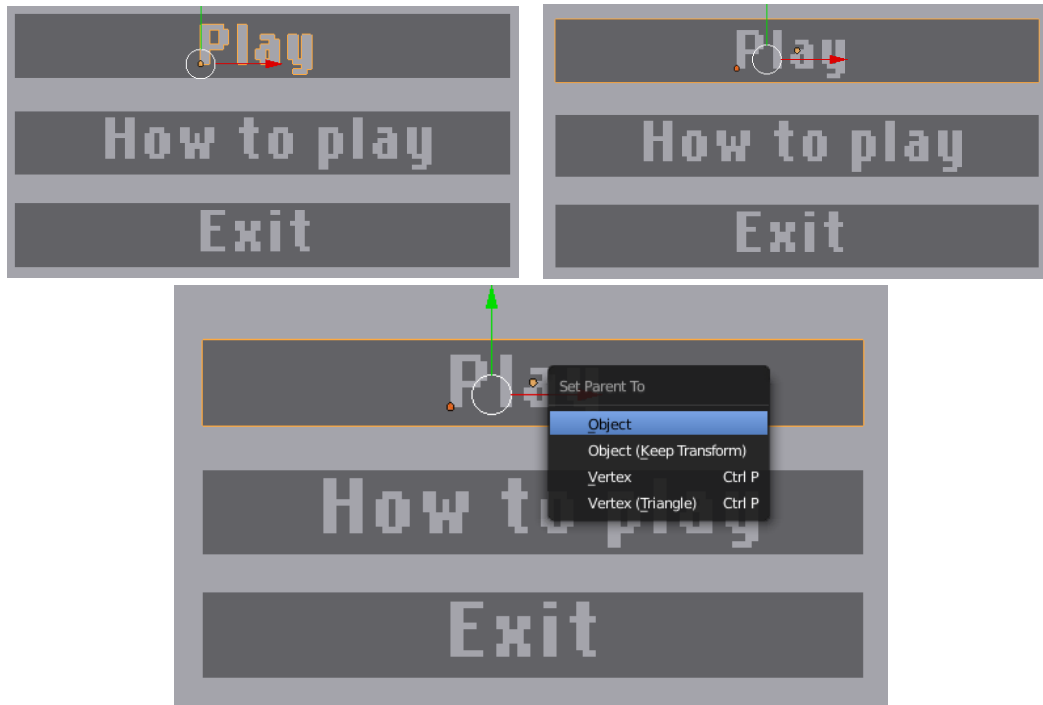 Play
Play
How to play
How to play
Exit
Exit
Play
Set Parent To
Object
Object (Keep Transform)
Vertex Ctrl P
Vertex (Triangle) Ctrl P
How to play
Exit